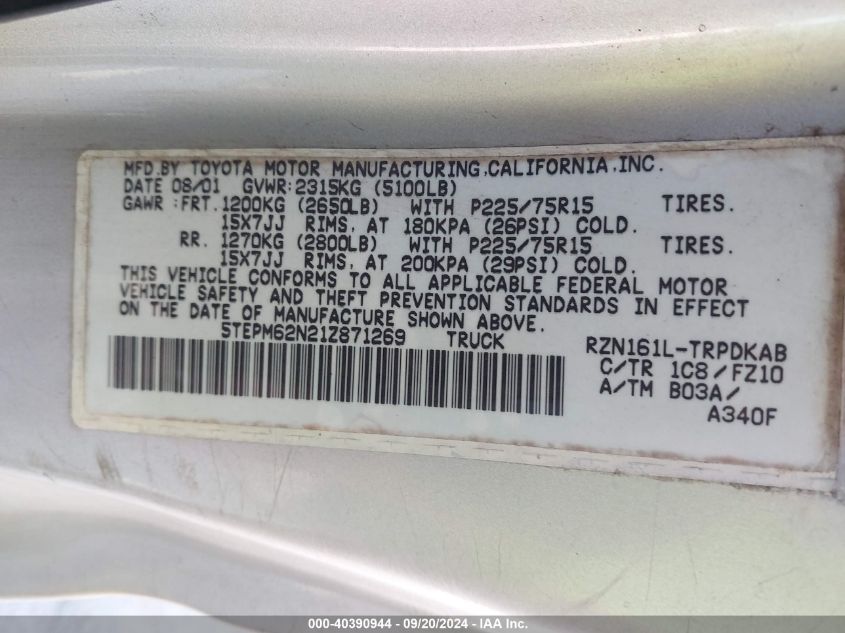 MFD.BY TOYOTA MOTOR MANUFACTURING,CALIFORNIA,INC.
DATE 08/01 GVWR:2315KG (5100LB)
GAWR :FRT.1200KG (2650LB) WITH P225/75R15 TIRES.
15X7JJ RIMS, AT 180KPA (26PSI) COLD.
RR. 1270KG (2800LB) WITH P225/75R15 TIRES.
15X7JJ RIMS, AT 200KPA (29PSI) COLD.
THIS VEHICLE CONFORMS TO ALL APPLICABLE FEDERAL MOTOR
VEHICLE SAFETY AND THEFT PREVENTION STANDARDS IN EFFECT
ON THE DATE OF MANUFACTURE SHOWN ABOVE.
5TEPM62N21Z871269 TRUCK RZN161L-TRPDKAB
C/TR 1C8/FZ10
A/TM B03A/
A340F
000-40390944 - 09/20/2024 - IAA Inc.